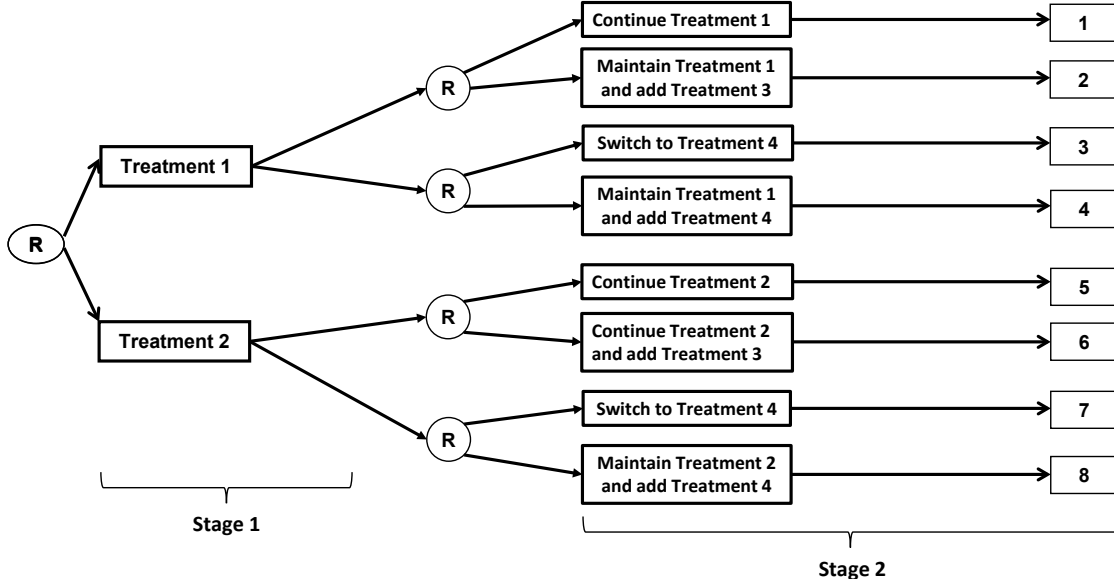 Continue Treatment 1
1
Maintain Treatment 1
and add Treatment 3
2
R
Treatment 1
Switch to Treatment 4
3
R
Maintain Treatment 1
and add Treatment 4
4
R
Continue Treatment 2
5
R
Treatment 2
Continue Treatment 2
and add Treatment 3
6
Switch to Treatment 4
7
R
Maintain Treatment 2
and add Treatment 4
8
Stage 1
Stage 2